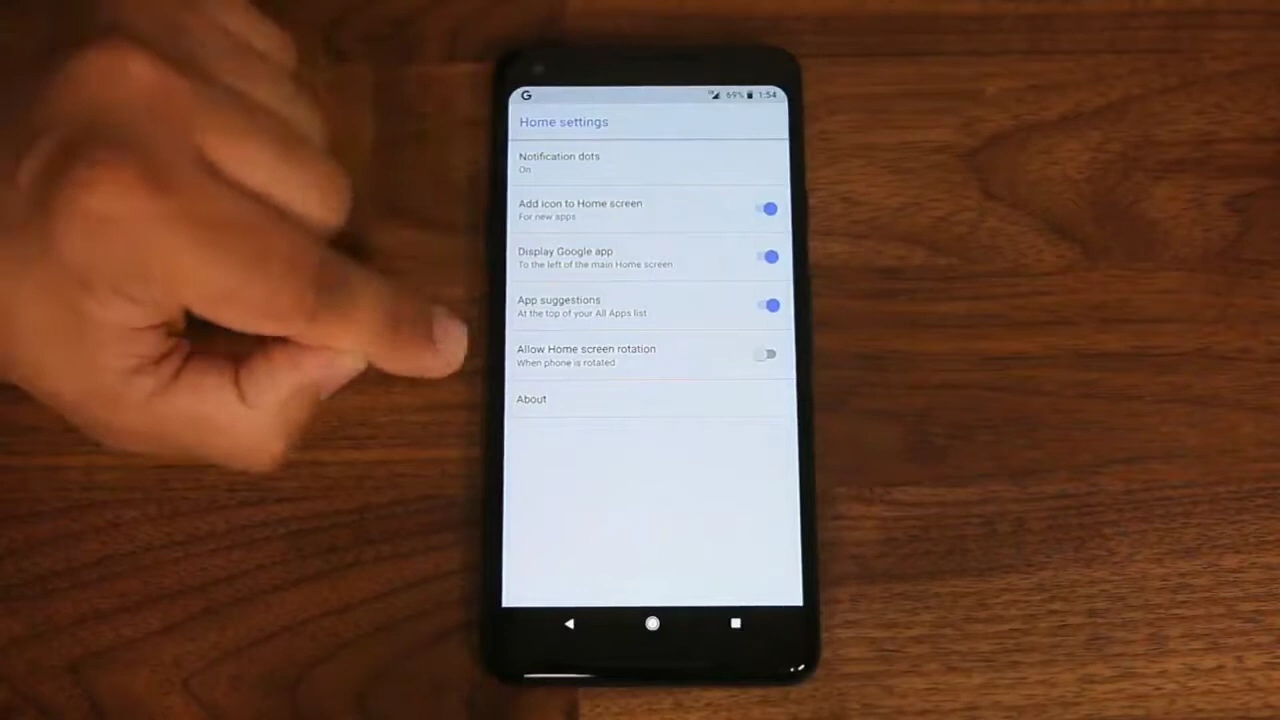 G 69% 1:54
Home settings
Notification dots
On
Add icon to Home screen
For new apps
Display Google app
To the left of the main Home screen
App suggestions
At the top of your All Apps list
Allow Home screen rotation
When phone is rotated
About